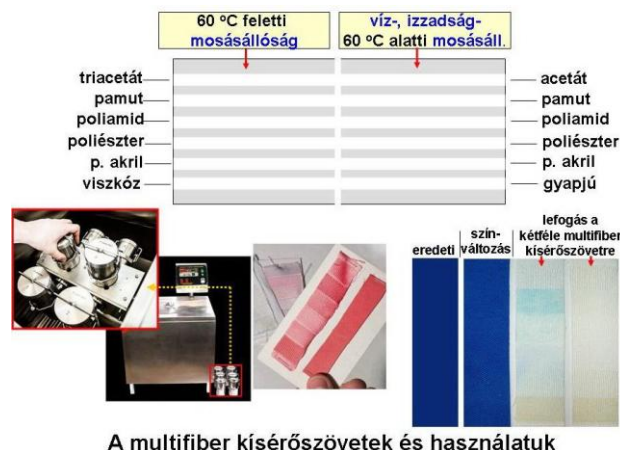 60 °C feletti
mosásállóság
víz-, izzadság-
60 °C alatti mosásáll.
triacetát
pamut
poliamid
poliészter
p. akril
viszkóz
acetát
pamut
poliamid
poliészter
p. akril
gyapjú
eredeti
szín-
változás
lefogás a
kétféle multifiber
kísérőszövetre
A multifiber kísérőszövetek és használatuk